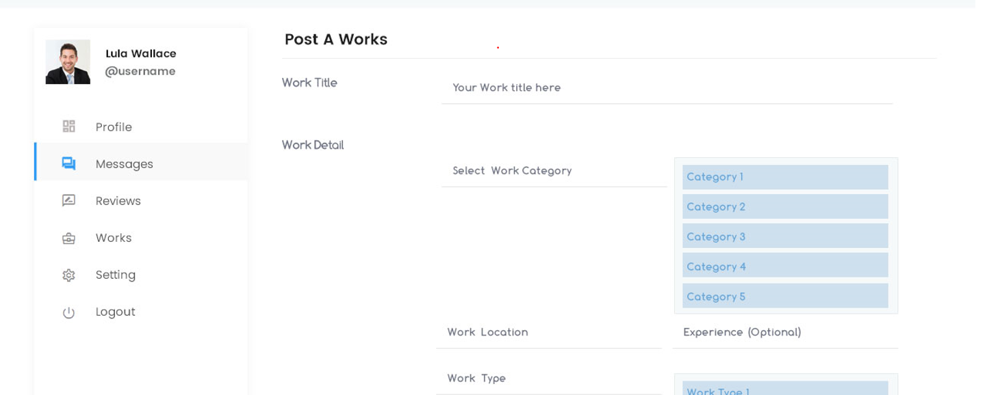 Lula Wallace
@username
Profile
Messages
Reviews
Works
Setting
Logout
Post A Works
Work Title
Your Work title here
Work Detail
Select Work Category
Category 1
Category 2
Category 3
Category 4
Category 5
Work Location
Experience (Optional)
Work Type
Work Type 1